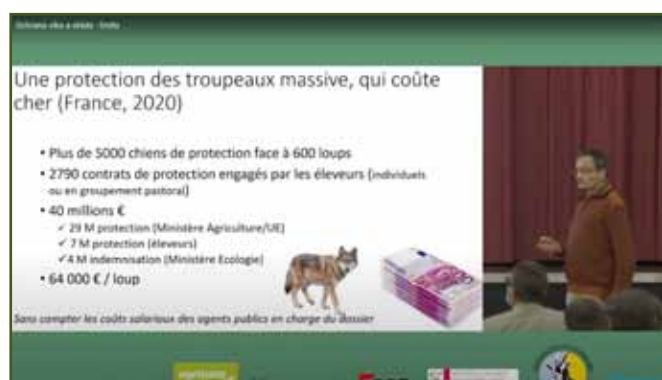 Ochrana vlka a
Une protection des troupeaux massive, qui coûte
cher (France, 2020)
• Plus de 5000 chiens de protection face à 600 loups
• 2790 contrats de protection engagés par les éleveurs (individuels
ou en groupement pastoral)
• 40 millions €
✓ 29 M protection (Ministère Agriculture/UE)
✓ 7 M protection (éleveurs)
✓ 4 M indemnisation (Ministère Ecologie)
• 64 000 € / loup
Sans compter les coûts salariaux des agents publics en charge du dossier